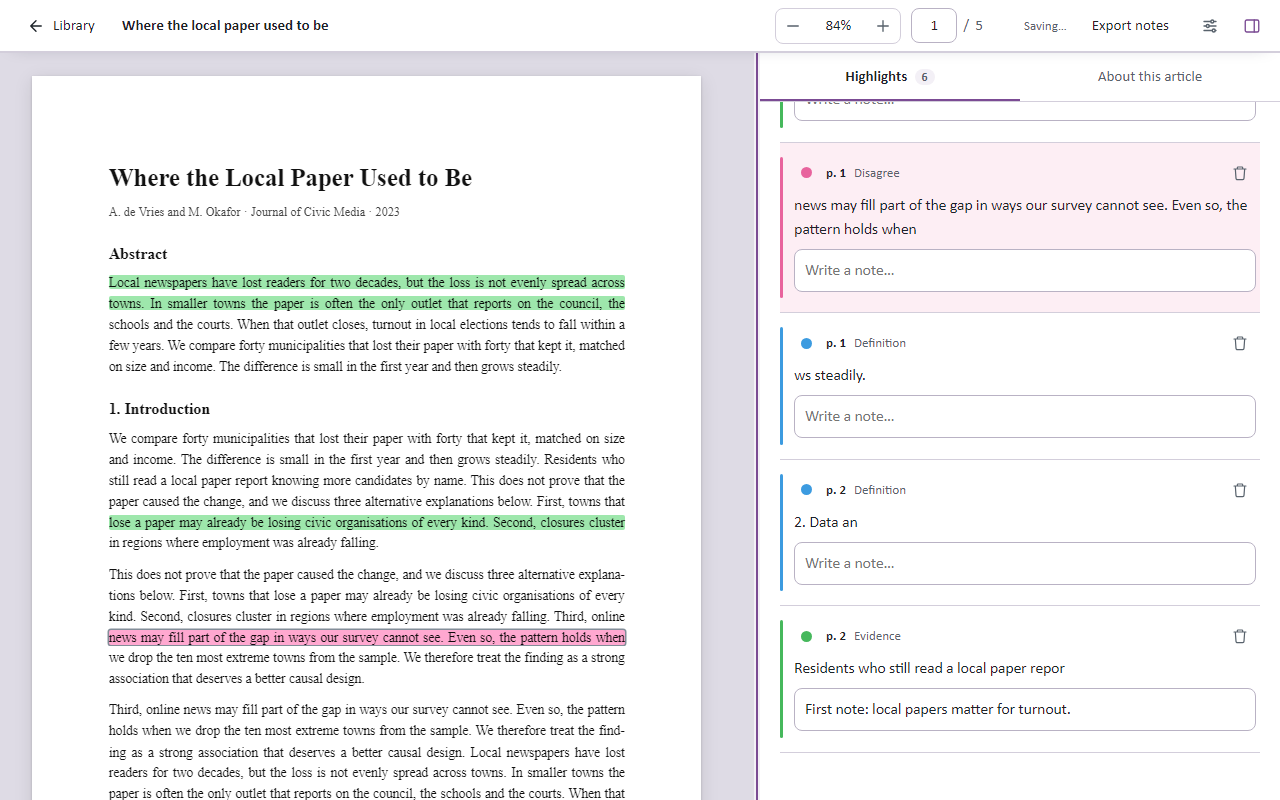 Library
Where the local paper used to be
84%
1 / 5
Saving...
Export notes
Where the Local Paper Used to Be
A. de Vries and M. Okafor · Journal of Civic Media · 2023
Abstract
Local newspapers have lost readers for two decades, but the loss is not evenly spread across
towns. In smaller towns the paper is often the only outlet that reports on the council, the
schools and the courts. When that outlet closes, turnout in local elections tends to fall within a
few years. We compare forty municipalities that lost their paper with forty that kept it, matched
on size and income. The difference is small in the first year and then grows steadily.
1. Introduction
We compare forty municipalities that lost their paper with forty that kept it, matched on size
and income. The difference is small in the first year and then grows steadily. Residents who
still read a local paper report knowing more candidates by name. This does not prove that the
paper caused the change, and we discuss three alternative explanations below. First, towns that
lose a paper may already be losing civic organisations of every kind. Second, closures cluster
in regions where employment was already falling.
This does not prove that the paper caused the change, and we discuss three alternative explana-
tions below. First, towns that lose a paper may already be losing civic organisations of every
kind. Second, closures cluster in regions where employment was already falling. Third, online
news may fill part of the gap in ways our survey cannot see. Even so, the pattern holds when
we drop the ten most extreme towns from the sample. We therefore treat the finding as a strong
association that deserves a better causal design.
Third, online news may fill part of the gap in ways our survey cannot see. Even so, the pattern
holds when we drop the ten most extreme towns from the sample. We therefore treat the find-
ing as a strong association that deserves a better causal design. Local newspapers have lost
readers for two decades, but the loss is not evenly spread across towns. In smaller towns the
paper is often the only outlet that reports on the council, the schools and the courts. When that
Highlights 6
About this article
p. 1 Disagree
news may fill part of the gap in ways our survey cannot see. Even so, the
pattern holds when
Write a note...
p. 1 Definition
ws steadily.
Write a note...
p. 2 Definition
2. Data an
Write a note...
p. 2 Evidence
Residents who still read a local paper repor
First note: local papers matter for turnout.